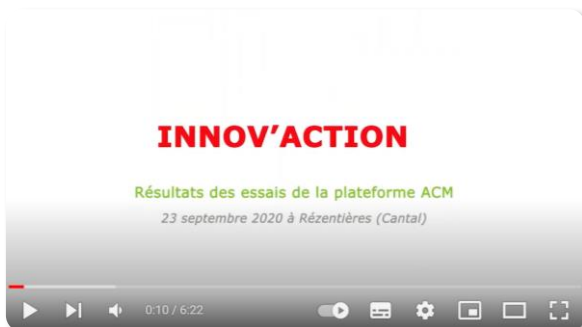 INNOV’ACTION
Résultats des essais de la plateforme ACM
23 septembre 2020 à Rézentières (Cantal)
0:10 / 6:22